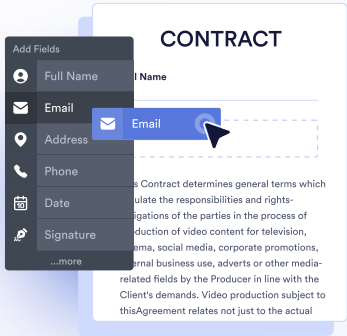 CONTRACT
Add Fields
Full Name
l Name
Email
Email
Address
Phone
Date
10
Signature
...more
s Contract determines general terms which
ulate the responsibilities and rights-
igations of the parties in the process of
duction of video content for television,
ema, social media, corporate promotions,
ernal business use, adverts or other media-
related fields by the Producer in line with the
Client's demands. Video production subject to
thisAgreement relates not just to the actual